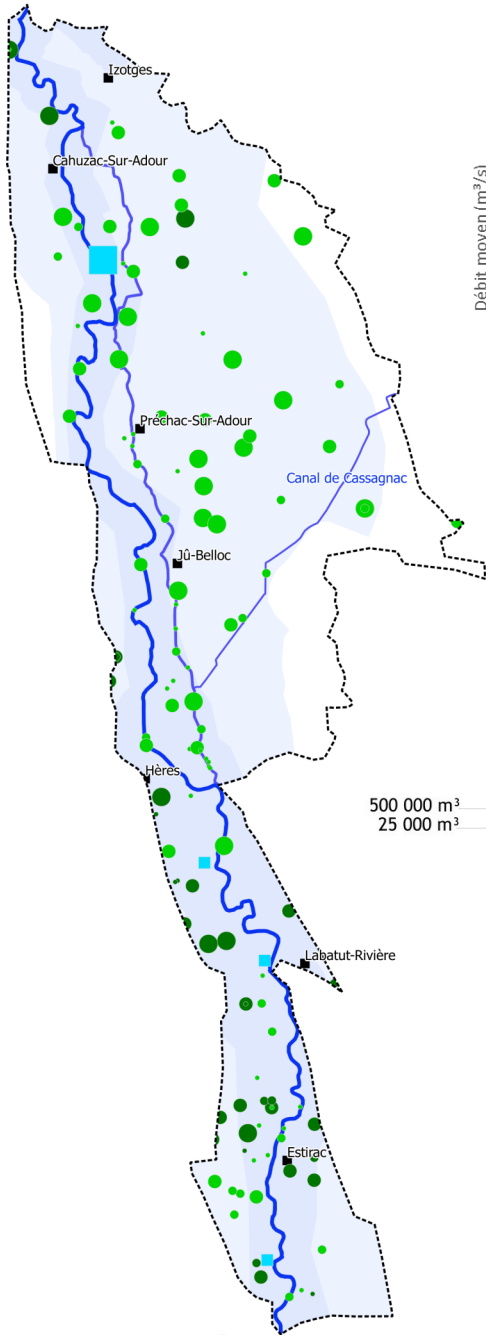 Izotges
Cahuzac-Sur-Adour
Débit moyen (m³/s)
Préchac-Sur-Adour
Canal de Cassagnac
Jû-Belloc
Hères
500 000 m³
25 000 m³
Labatut-Rivière
Estirac